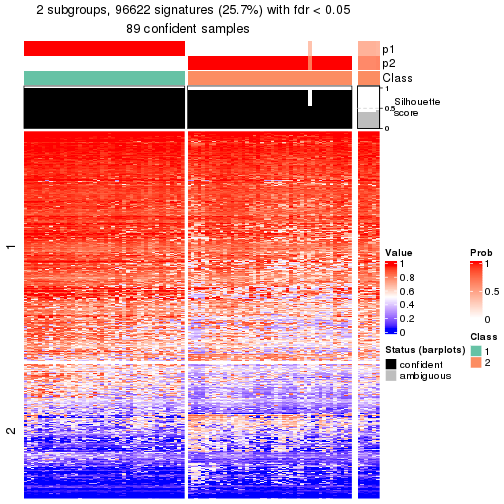 2 subgroups, 96622 signatures (25.7%) with fdr < 0.05
89 confident samples
p1
p2
Class
1
0.5
0
Silhouette
score
1
2
Value
1
0.8
0.6
0.4
0.2
0
Prob
1
0.5
0
Status (barplots)
confident
ambiguous
Class
1
2